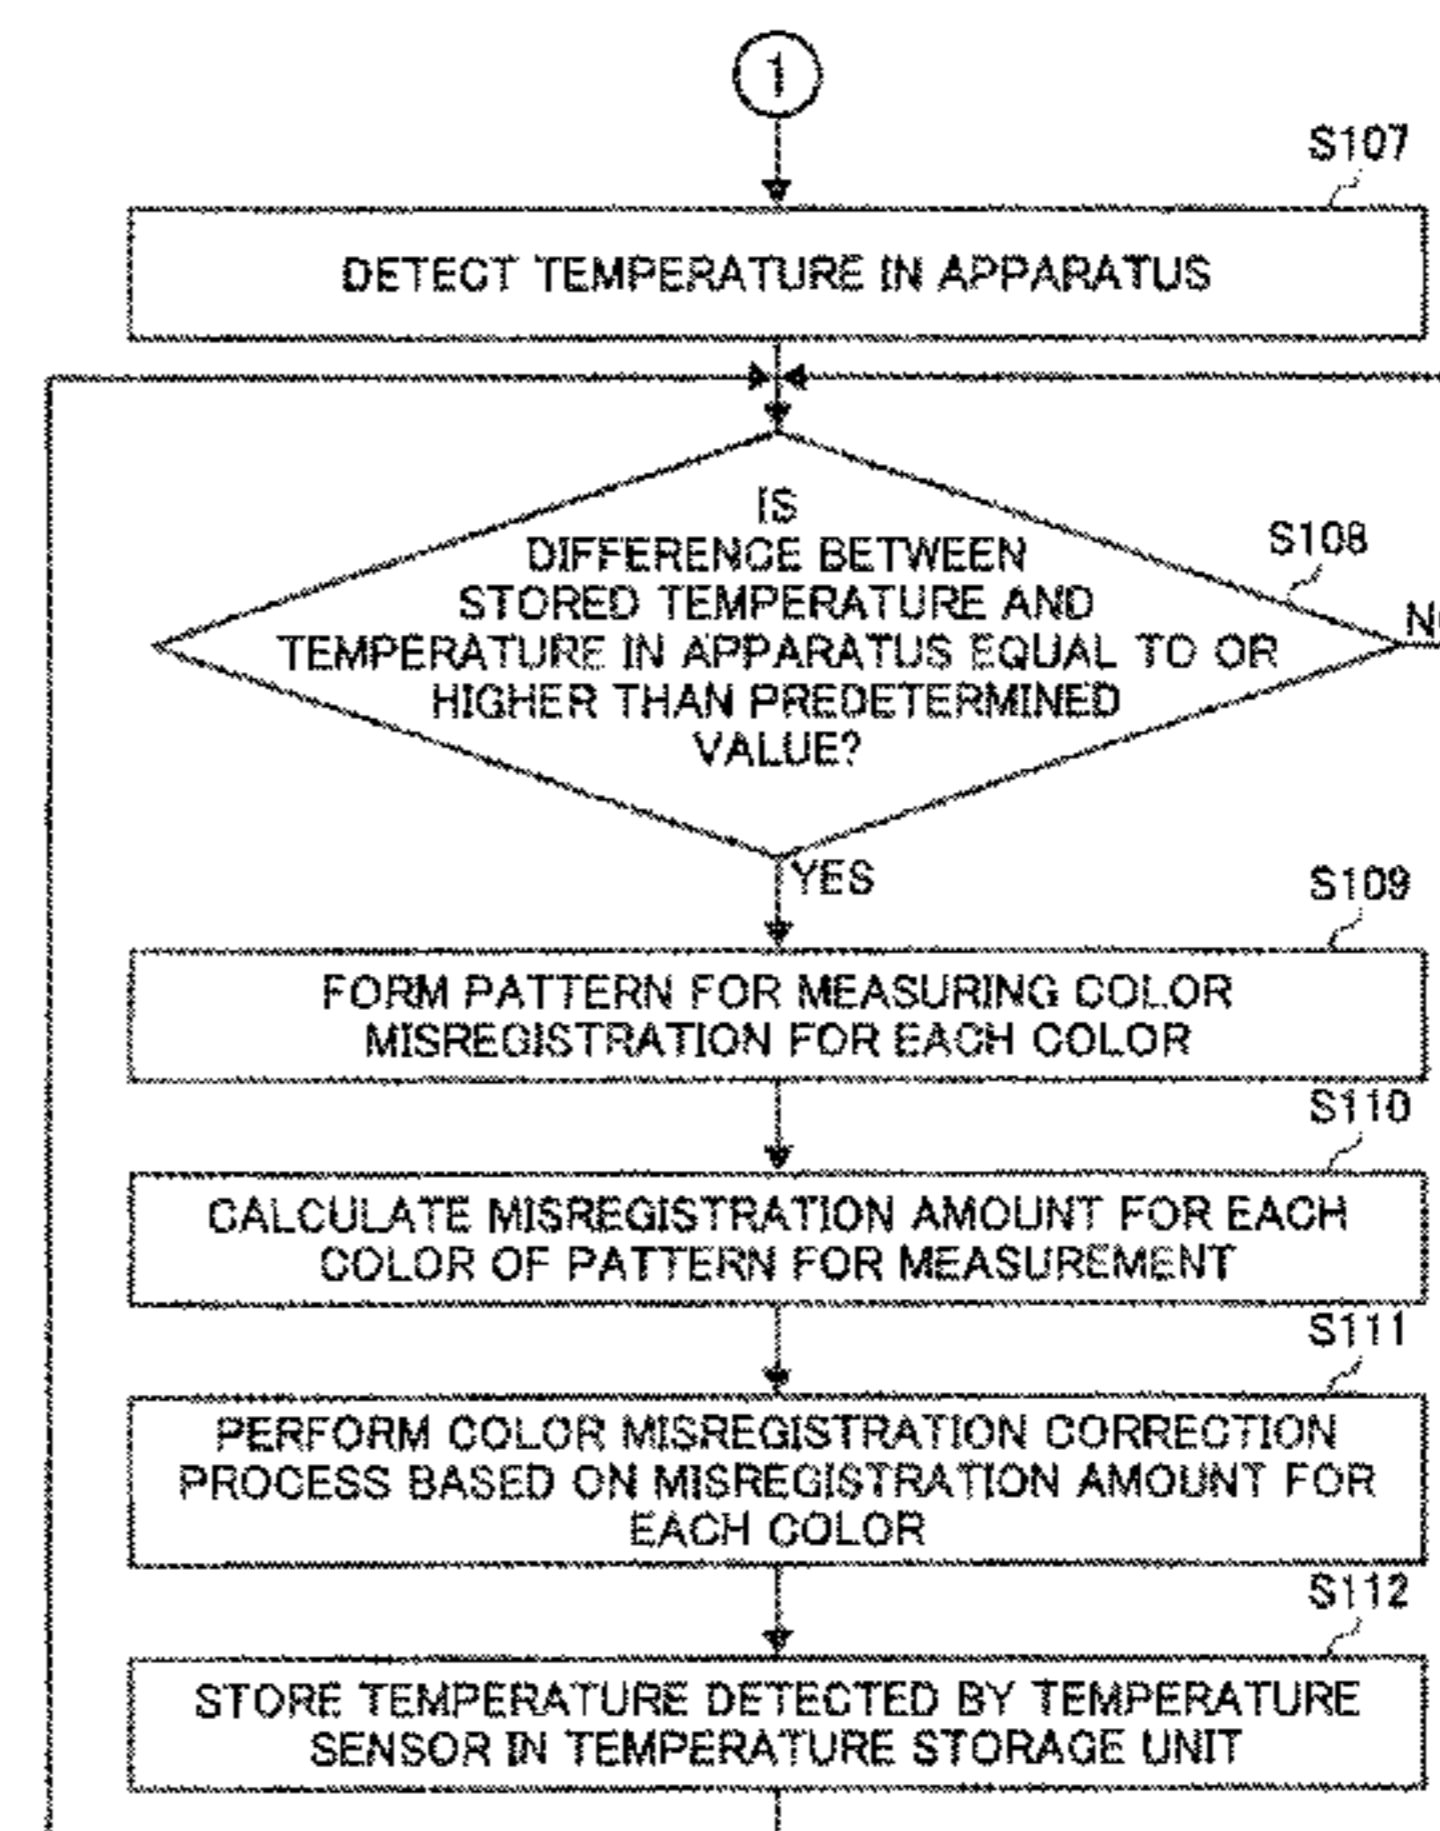 1
S107
DETECT TEMPERATURE IN APPARATUS
IS
DIFFERENCE BETWEEN
STORED TEMPERATURE AND
TEMPERATURE IN APPARATUS EQUAL TO OR
HIGHER THAN PREDETERMINED
VALUE?
S108
YES
S109
FORM PATTERN FOR MEASURING COLOR
MISREGISTRATION FOR EACH COLOR
S110
CALCULATE MISREGISTRATION AMOUNT FOR EACH
COLOR OF PATTERN FOR MEASUREMENT
S111
PERFORM COLOR MISREGISTRATION CORRECTION
PROCESS BASED ON MISREGISTRATION AMOUNT FOR
EACH COLOR
S112
STORE TEMPERATURE DETECTED BY TEMPERATURE
SENSOR IN TEMPERATURE STORAGE UNIT